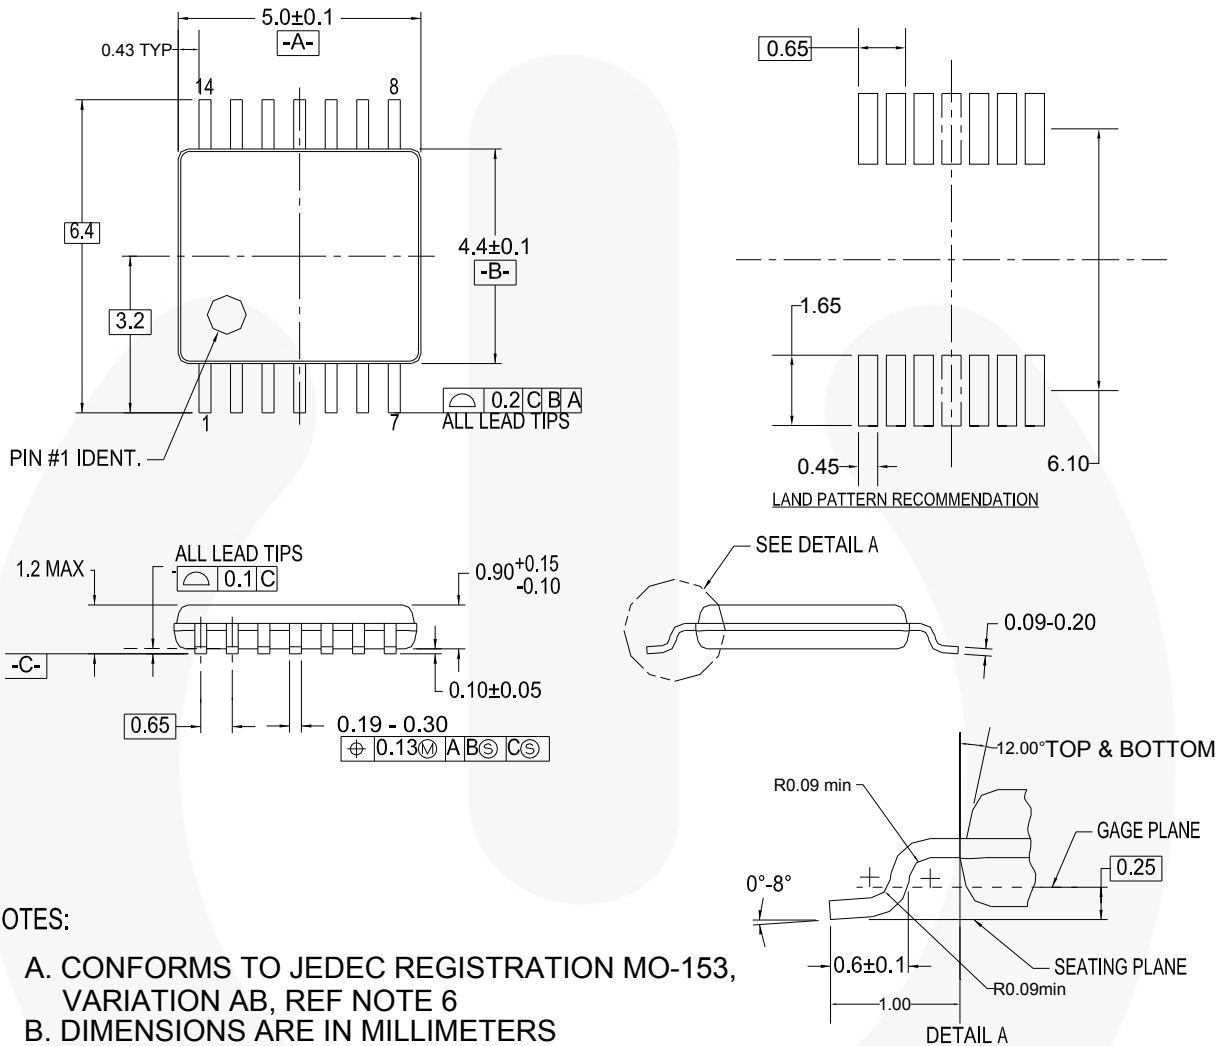 5.0±0.1
-A-
0.43 TYP
14
8
6.4
3.2
4.4±0.1
-B-
1
7
0.2 C B A
ALL LEAD TIPS
PIN #1 IDENT.
0.65
1.65
0.45
6.10
LAND PATTERN RECOMMENDATION
ALL LEAD TIPS
0.1 C
1.2 MAX
0.90 +0.15
-0.10
-C-
0.10±0.05
0.65
0.19 - 0.30
⌖ 0.13Ⓜ A BⓈ CⓈ
SEE DETAIL A
0.09-0.20
12.00° TOP & BOTTOM
R0.09 min
GAGE PLANE
0.25
0°-8°
0.6±0.1
SEATING PLANE
R0.09min
1.00
DETAIL A
OTES:
A. CONFORMS TO JEDEC REGISTRATION MO-153,
VARIATION AB, REF NOTE 6
B. DIMENSIONS ARE IN MILLIMETERS